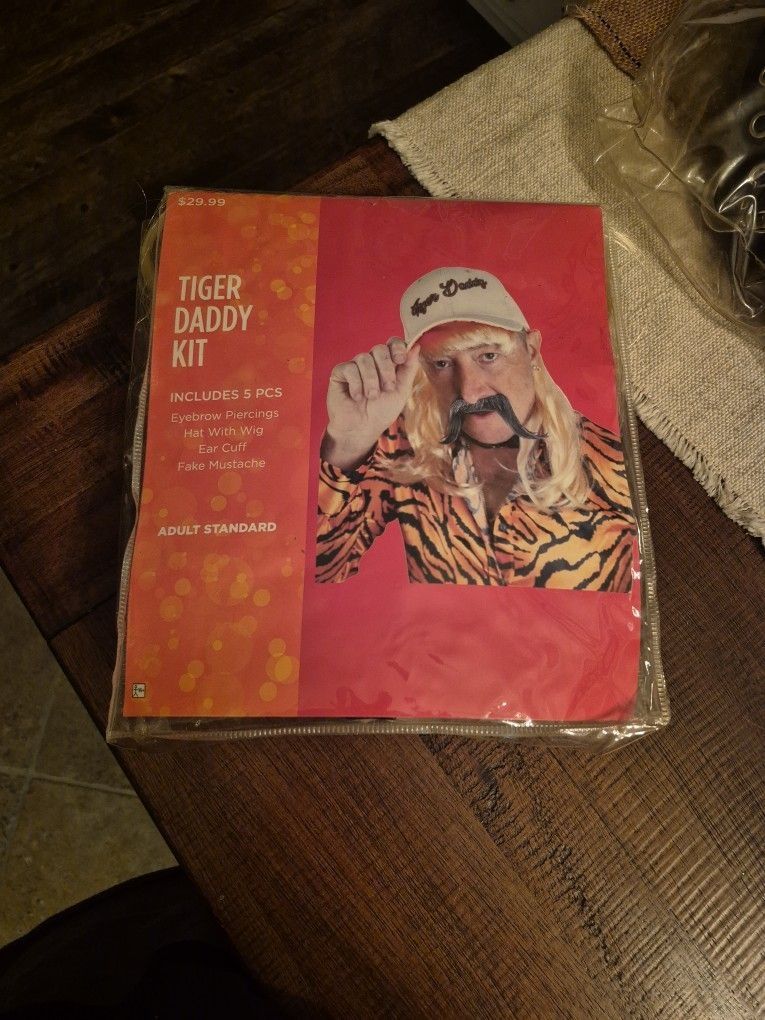 $29.99
TIGER
DADDY
KIT
INCLUDES 5 PCS
Eyebrow Piercings
Hat With Wig
Ear Cuff
Fake Mustache
ADULT STANDARD
Tiger Daddy